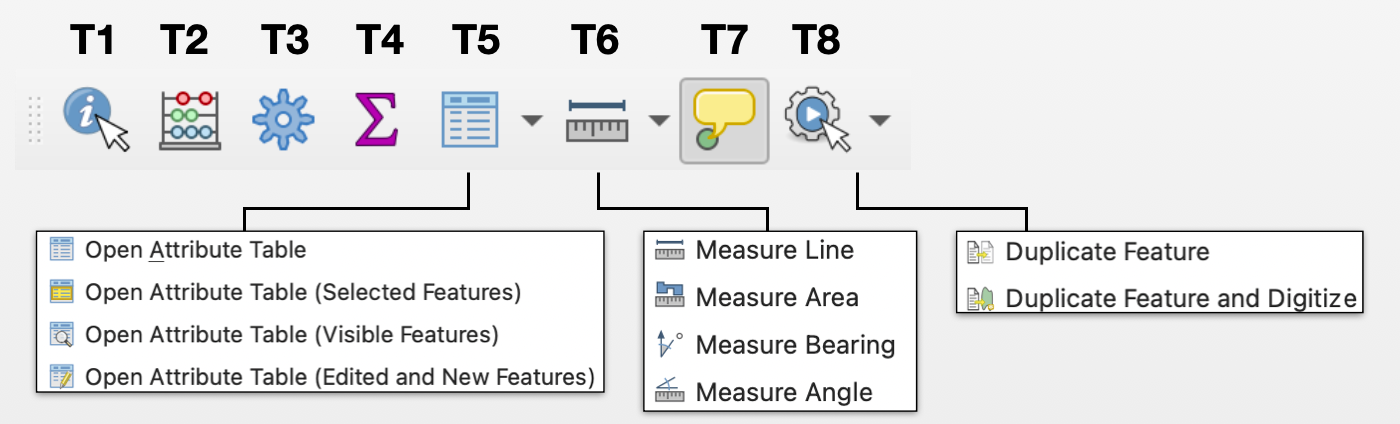 T1 T2 T3 T4 T5 T6 T7 T8
Open Attribute Table
Open Attribute Table (Selected Features)
Open Attribute Table (Visible Features)
Open Attribute Table (Edited and New Features)
Measure Line
Measure Area
Measure Bearing
Measure Angle
Duplicate Feature
Duplicate Feature and Digitize